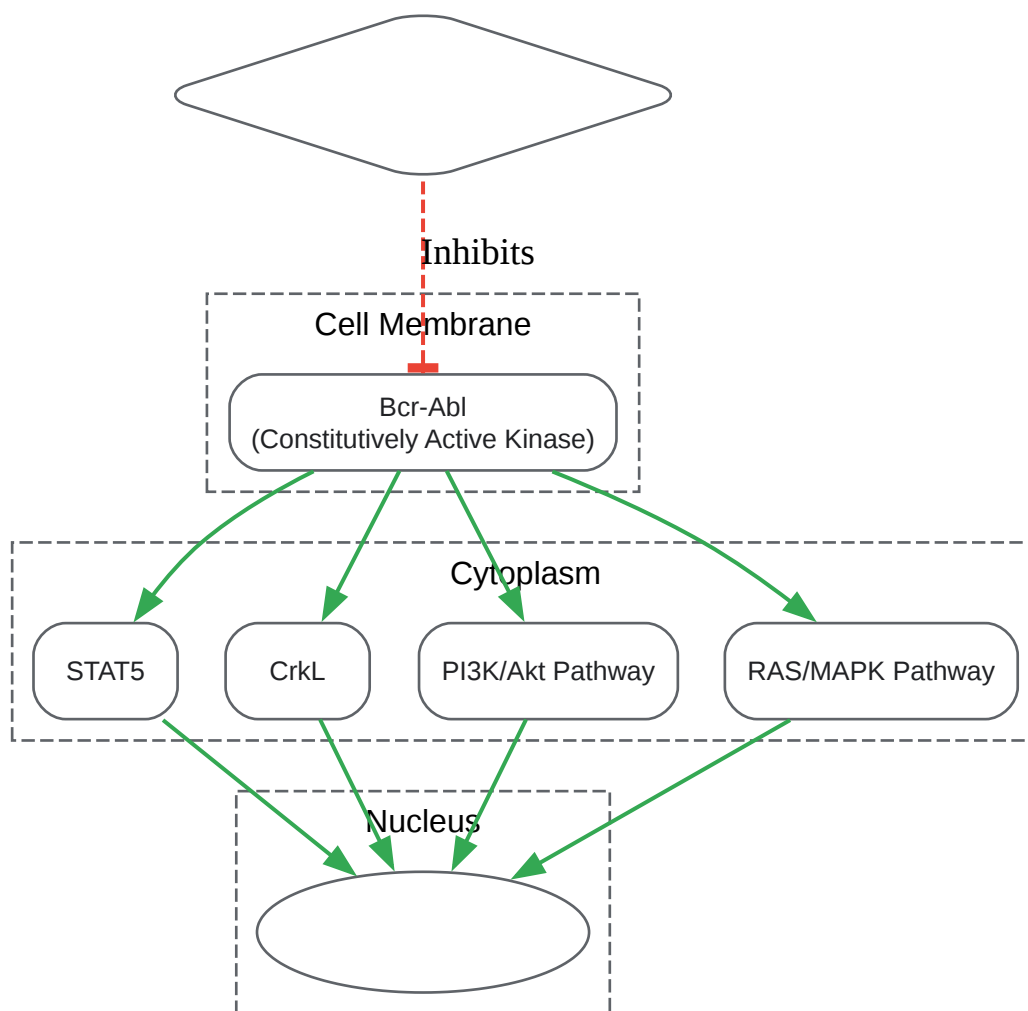 Inhibits
Cell Membrane
Bcr-Abl
(Constitutively Active Kinase)
Cytoplasm
STAT5
CrkL
PI3K/Akt Pathway
RAS/MAPK Pathway
Nucleus